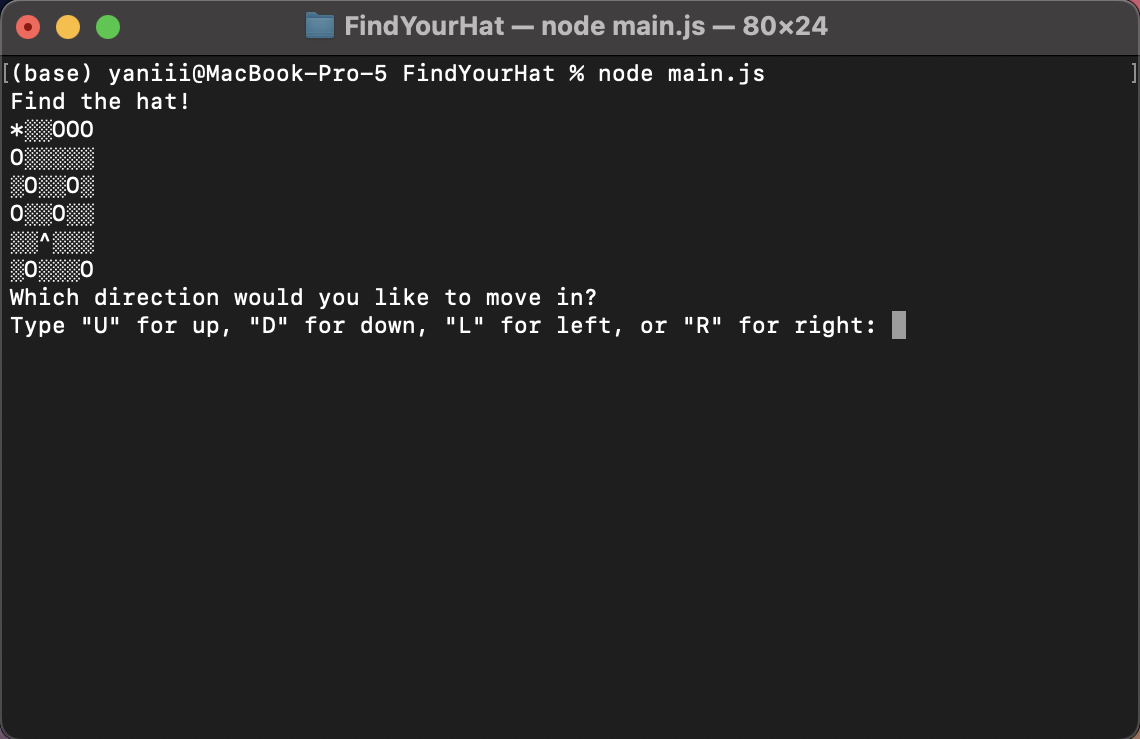 FindYourHat — node main.js — 80×24
[(base) yaniii@MacBook-Pro-5 FindYourHat % node main.js ]
Find the hat!
*░░OOO
O░░░░░
░O░░O░
O░░O░░
░░^░░░
░O░░░O
Which direction would you like to move in?
Type "U" for up, "D" for down, "L" for left, or "R" for right: